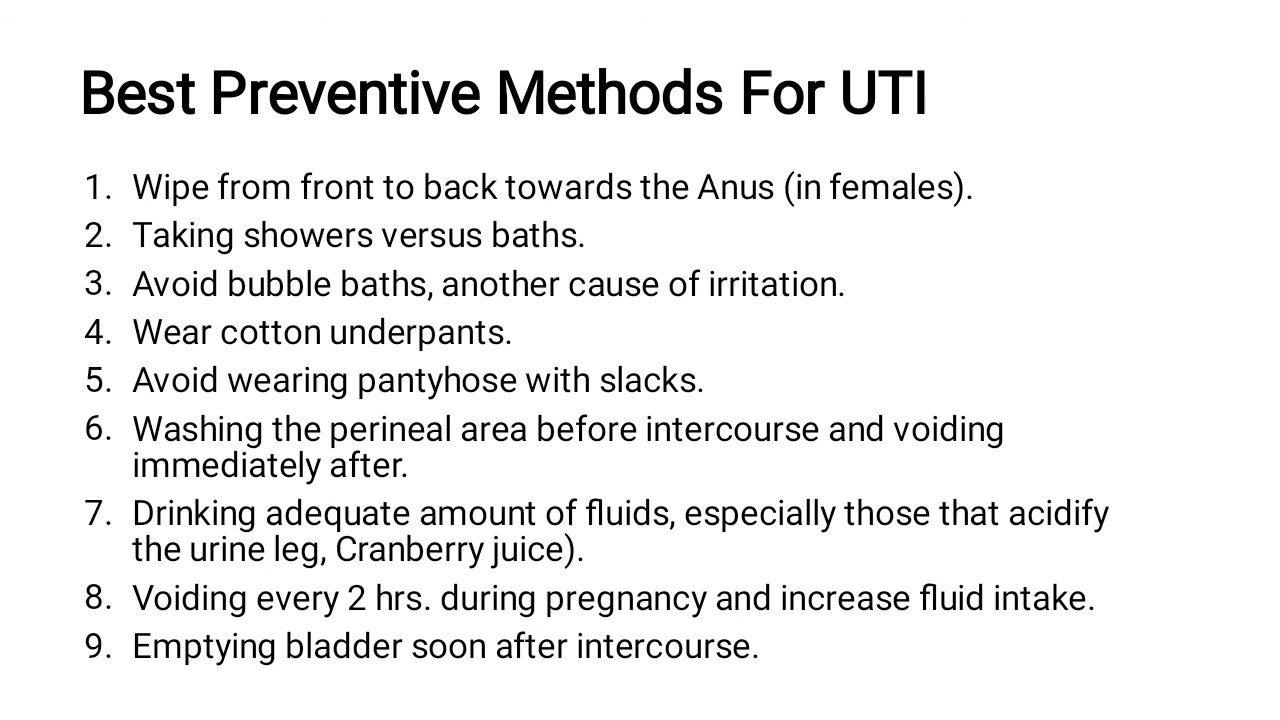 Best Preventive Methods For UTI
1. Wipe from front to back towards the Anus (in females).
2. Taking showers versus baths.
3. Avoid bubble baths, another cause of irritation.
4. Wear cotton underpants.
5. Avoid wearing pantyhose with slacks.
6. Washing the perineal area before intercourse and voiding
immediately after.
7. Drinking adequate amount of fluids, especially those that acidify
the urine leg, Cranberry juice).
8. Voiding every 2 hrs. during pregnancy and increase fluid intake.
9. Emptying bladder soon after intercourse.